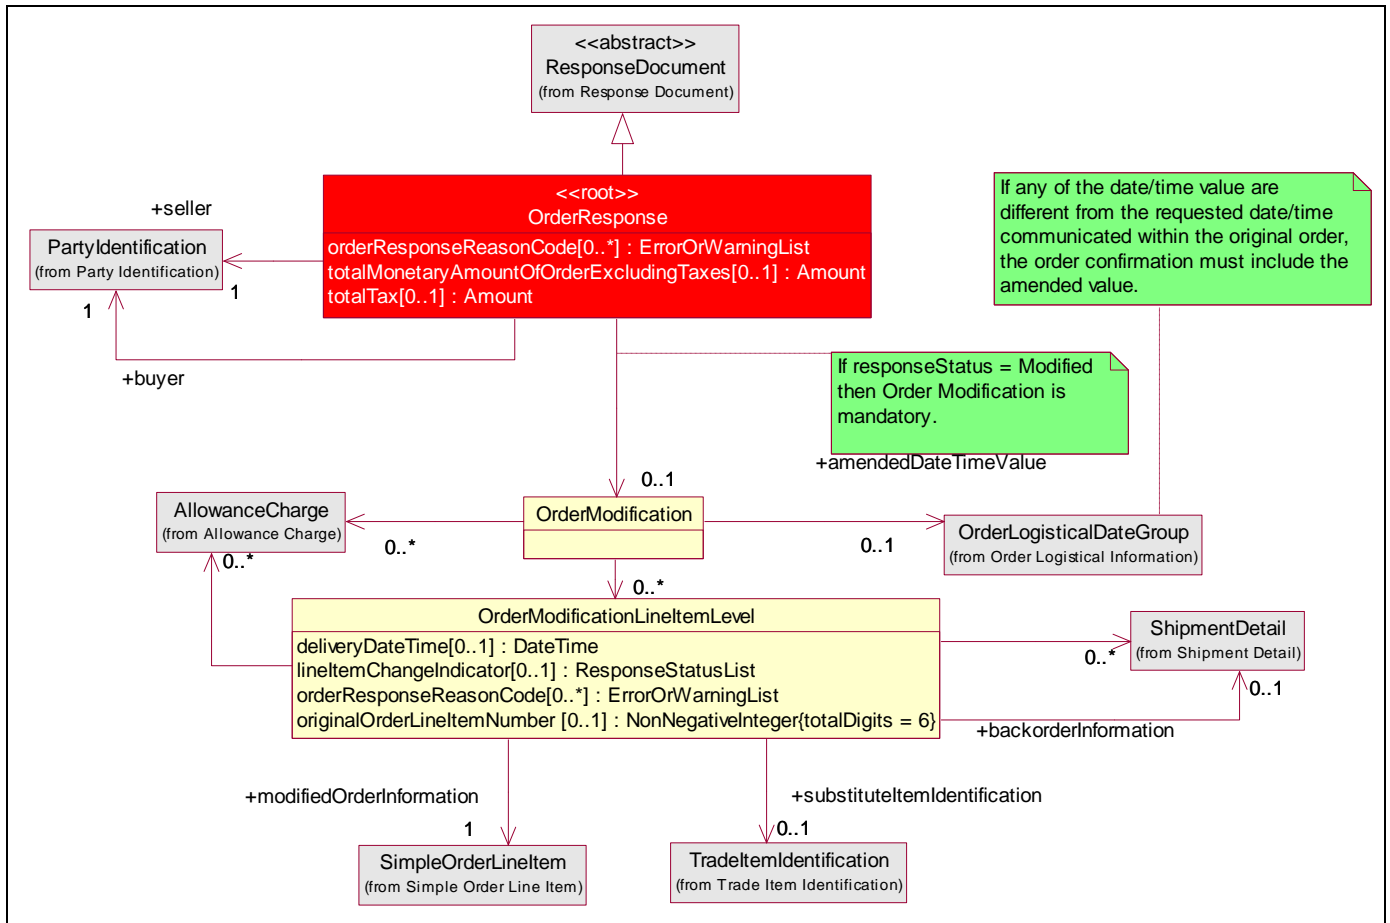 <<abstract>>
ResponseDocument
(from Response Document)
<<root>>
OrderResponse
orderResponseReasonCode[0..*] : ErrorOrWarningList
totalMonetaryAmountOfOrderExcludingTaxes[0..1] : Amount
totalTax[0..1] : Amount
If any of the date/time value are
different from the requested date/time
communicated within the original order,
the order confirmation must include the
amended value.
+seller
PartyIdentification
(from Party Identification)
1
1
+buyer
If responseStatus = Modified
then Order Modification is
mandatory.
+amendedDateTimeValue
0..1
AllowanceCharge
(from Allowance Charge)
0..*
0..*
OrderModification
0..1
OrderLogisticalDateGroup
(from Order Logistical Information)
0..*
OrderModificationLineItemLevel
deliveryDateTime[0..1] : DateTime
lineItemChangeIndicator[0..1] : ResponseStatusList
orderResponseReasonCode[0..*] : ErrorOrWarningList
originalOrderLineItemNumber [0..1] : NonNegativeInteger{totalDigits = 6}
ShipmentDetail
(from Shipment Detail)
0..*
0..1
+backorderInformation
+modifiedOrderInformation
1
+substituteItemIdentification
0..1
SimpleOrderLineItem
(from Simple Order Line Item)
TradeItemIdentification
(from Trade Item Identification)